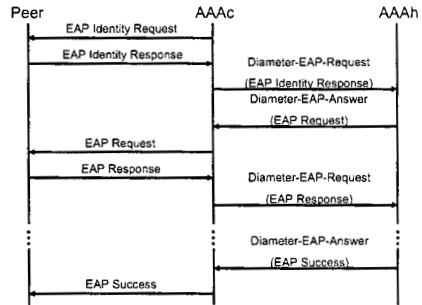 Peer AAAc AAAh
EAP Identity Request
EAP Identity Response
Diameter-EAP-Request
(EAP Identity Response)
Diameter-EAP-Answer
(EAP Request)
EAP Request
EAP Response
Diameter-EAP-Request
(EAP Response)
Diameter-EAP-Answer
(EAP Success)
EAP Success